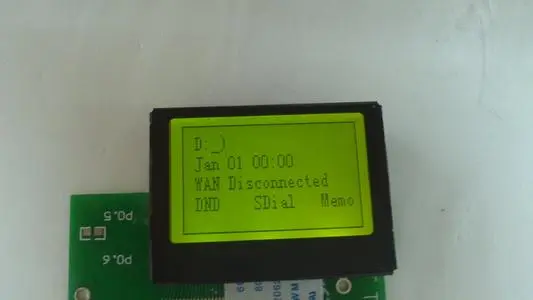 D:_)
Jan 01 00:00
WAN Disconnected
DND SDial Memo
P0.5
P0.6